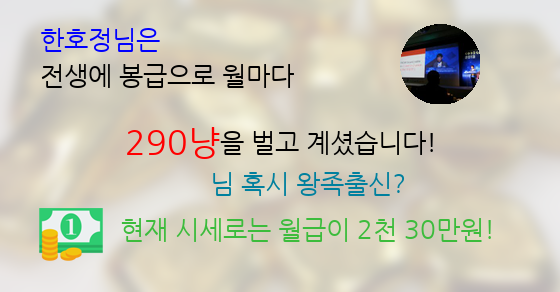 한호정님은
전생에 봉급으로 월마다
290냥을 벌고 계셨습니다!
님 혹시 왕족출신?
현재 시세로는 월급이 2천 30만원!
1